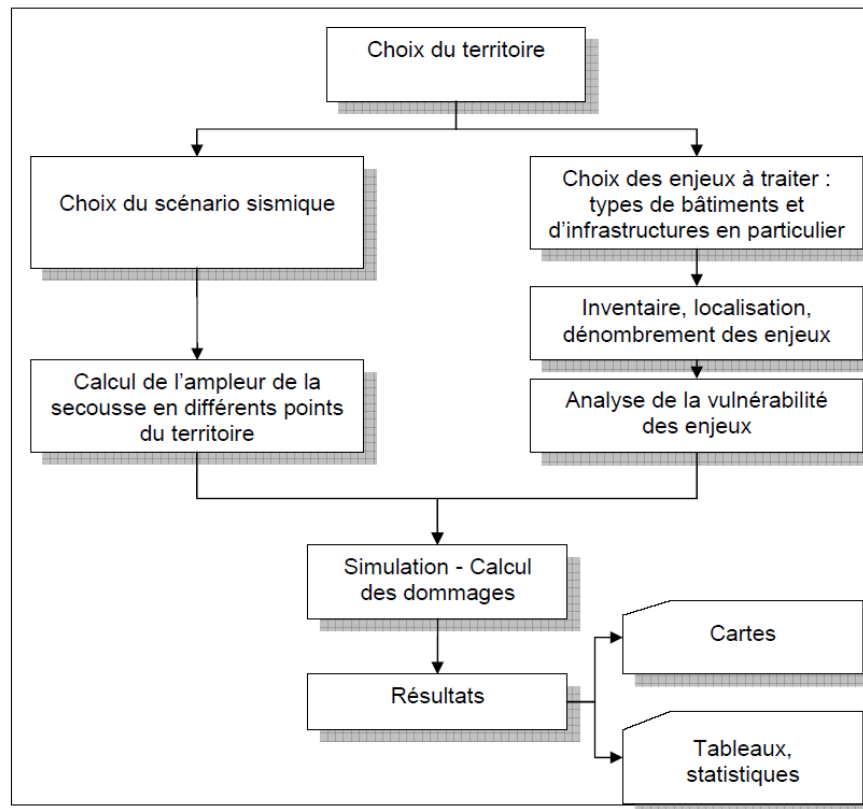 Choix du territoire
Choix du scénario sismique
Choix des enjeux à traiter :
types de bâtiments et
d'infrastructures en particulier
Inventaire, localisation,
dénombrement des enjeux
Calcul de l'ampleur de la
secousse en différents points
du territoire
Analyse de la vulnérabilité
des enjeux
Simulation - Calcul
des dommages
Résultats
Cartes
Tableaux,
statistiques